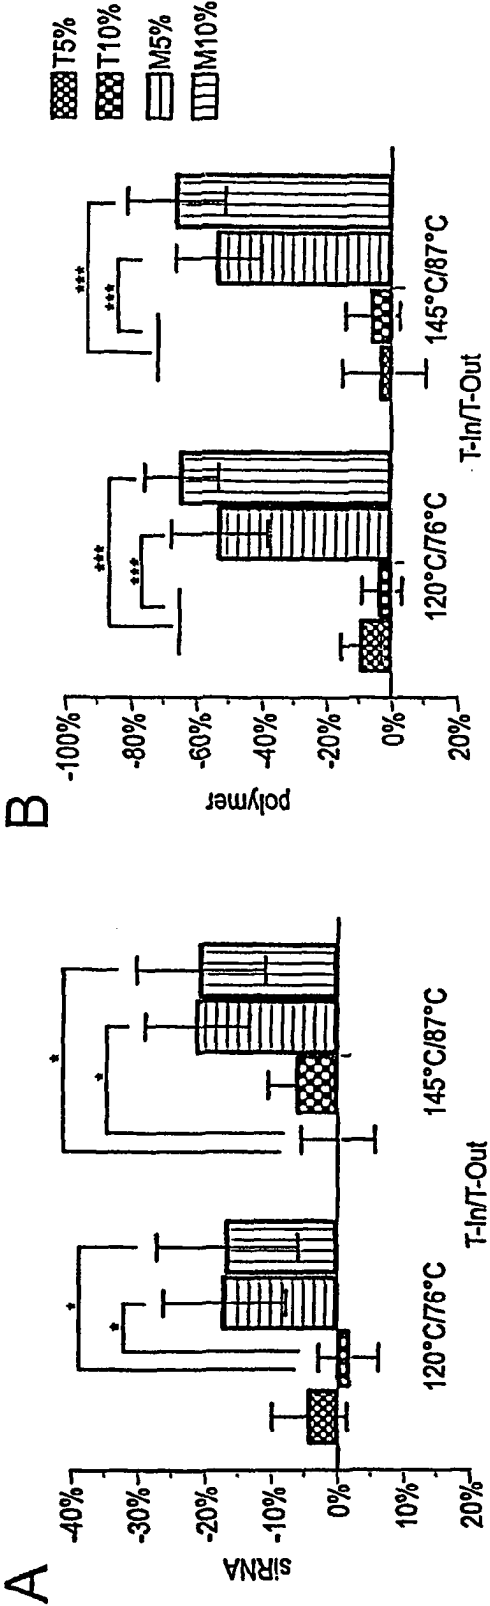 A
siRNA
-40%
-30%
-20%
-10%
0%
10%
20%
*
*
*
*
120°C/76°C
145°C/87°C
T-In/T-Out
B
polymer
-100%
-80%
-60%
-40%
-20%
0%
20%
***
***
***
***
120°C/76°C
145°C/87°C
T-In/T-Out
T5%
T10%
M5%
M10%